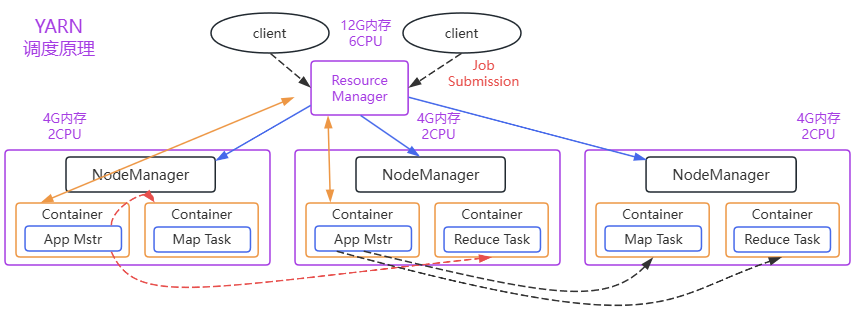 YARN
调度原理
client
12G内存
6CPU
client
Job
Submission
Resource
Manager
4G内存
2CPU
4G内存
2CPU
4G内存
2CPU
NodeManager
NodeManager
NodeManager
Container
App Mstr
Container
Map Task
Container
App Mstr
Container
Reduce Task
Container
Map Task
Container
Reduce Task